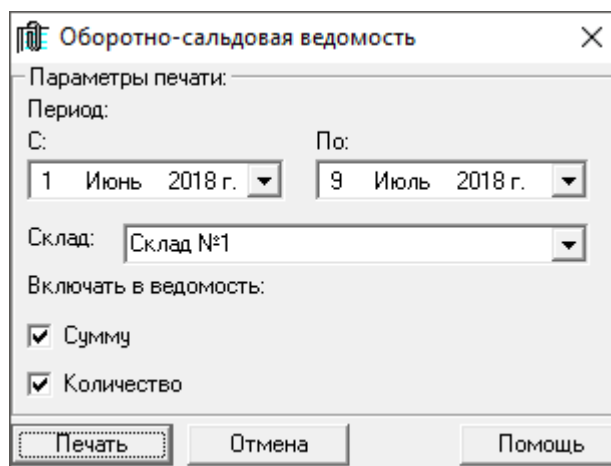 Оборотно-сальдовая ведомость
Параметры печати:
Период:
С: По:
1 Июнь 2018 г. 9 Июль 2018 г.
Склад: Склад №1
Включать в ведомость:
Сумму
Количество
Печать Отмена Помощь